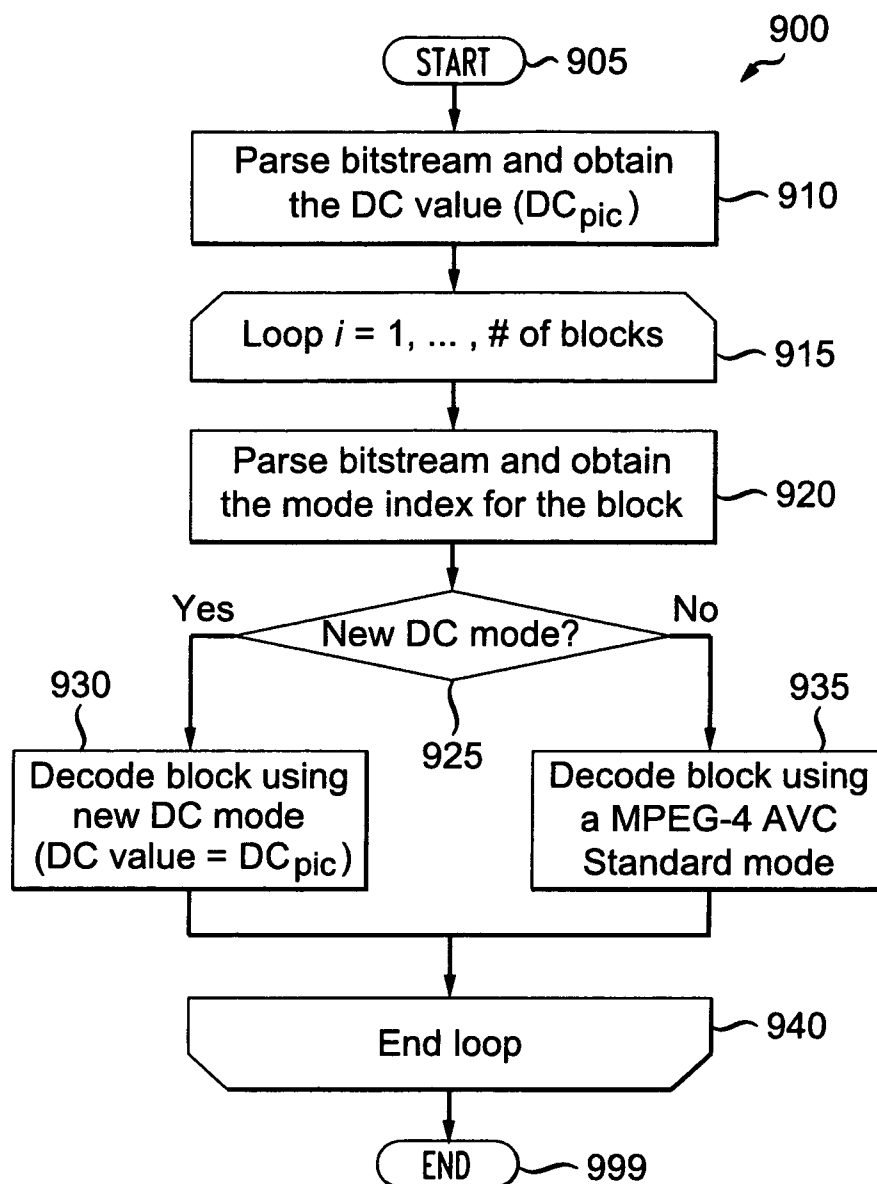 900
START
905
Parse bitstream and obtain
the DC value (DCpic)
910
Loop i = 1, ... , # of blocks
915
Parse bitstream and obtain
the mode index for the block
920
Yes
No
New DC mode?
925
930
935
Decode block using
new DC mode
(DC value = DCpic)
Decode block using
a MPEG-4 AVC
Standard mode
End loop
940
END
999